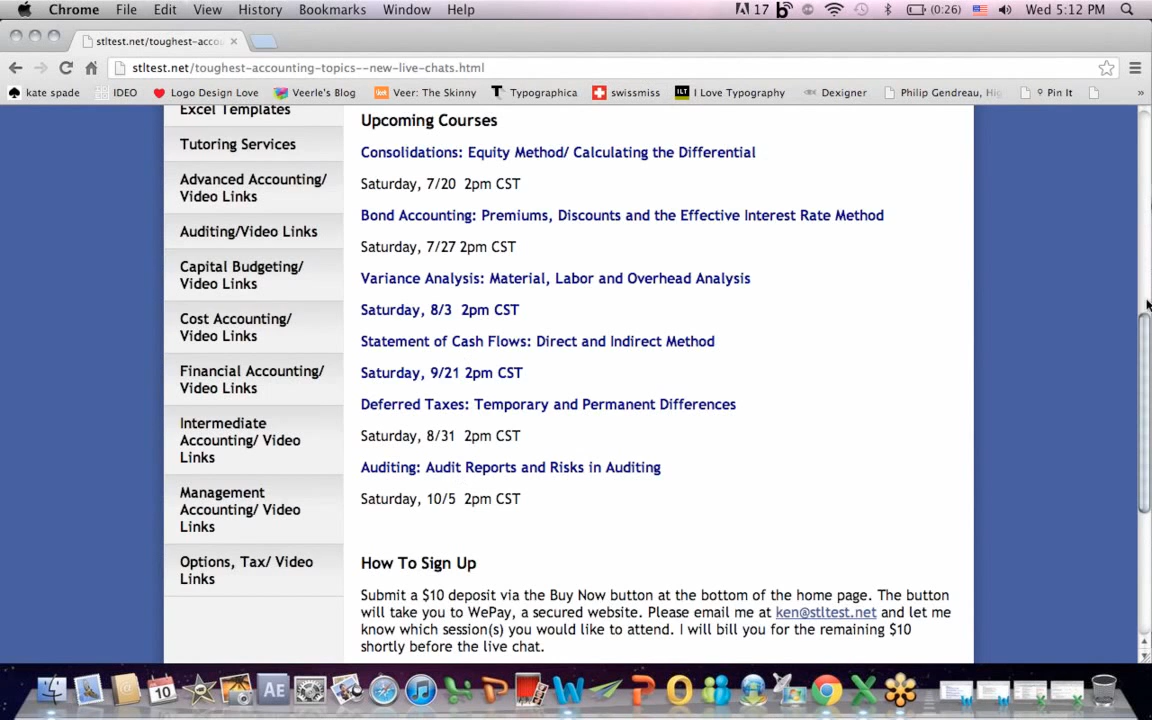 Chrome File Edit View History Bookmarks Window Help 17 (0:26) Wed 5:12 PM
stltest.net/toughest-accou
stltest.net/toughest-accounting-topics--new-live-chats.html
kate spade IDEO Logo Design Love Veerle's Blog Veer: The Skinny Typographica swissmiss I Love Typography Dexigner Philip Gendreau, Hi Pin It »
Excel Templates
Tutoring Services
Advanced Accounting/
Video Links
Auditing/Video Links
Capital Budgeting/
Video Links
Cost Accounting/
Video Links
Financial Accounting/
Video Links
Intermediate
Accounting/ Video
Links
Management
Accounting/ Video
Links
Options, Tax/ Video
Links
Upcoming Courses
Consolidations: Equity Method/ Calculating the Differential
Saturday, 7/20 2pm CST
Bond Accounting: Premiums, Discounts and the Effective Interest Rate Method
Saturday, 7/27 2pm CST
Variance Analysis: Material, Labor and Overhead Analysis
Saturday, 8/3 2pm CST
Statement of Cash Flows: Direct and Indirect Method
Saturday, 9/21 2pm CST
Deferred Taxes: Temporary and Permanent Differences
Saturday, 8/31 2pm CST
Auditing: Audit Reports and Risks in Auditing
Saturday, 10/5 2pm CST
How To Sign Up
Submit a $10 deposit via the Buy Now button at the bottom of the home page. The button
will take you to WePay, a secured website. Please email me at ken@stltest.net and let me
know which session(s) you would like to attend. I will bill you for the remaining $10
shortly before the live chat.
10 AE